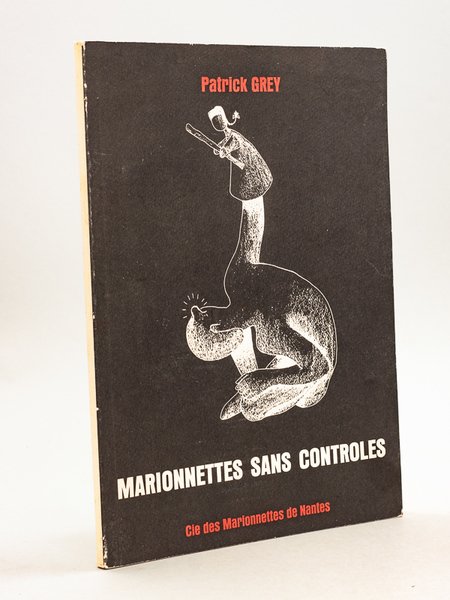 Patrick GREY
MARIONNETTES SANS CONTROLES
Cie des Marionnettes de Nantes